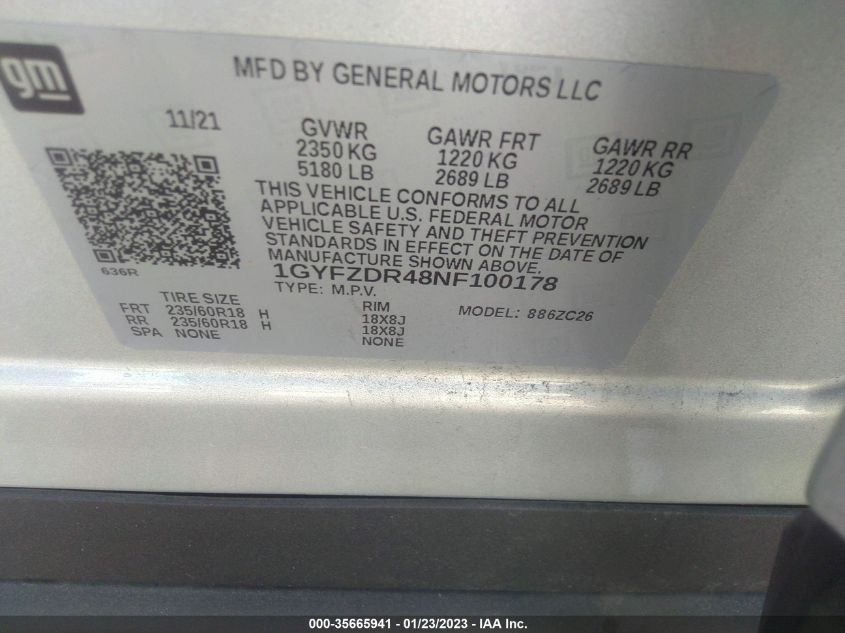 gm
MFD BY GENERAL MOTORS LLC
11/21
GVWR
2350 KG
5180 LB
GAWR FRT
1220 KG
2689 LB
GAWR RR
1220 KG
2689 LB
THIS VEHICLE CONFORMS TO ALL
APPLICABLE U.S. FEDERAL MOTOR
VEHICLE SAFETY AND THEFT PREVENTION
STANDARDS IN EFFECT ON THE DATE OF
MANUFACTURE SHOWN ABOVE.
636R
1GYFZDR48NF100178
TYPE: M.P.V.
MODEL: 886ZC26
TIRE SIZE
FRT 235/60R18 H
RR 235/60R18 H
SPA NONE
RIM
18X8J
18X8J
NONE
000-35665941 - 01/23/2023 - IAA Inc.